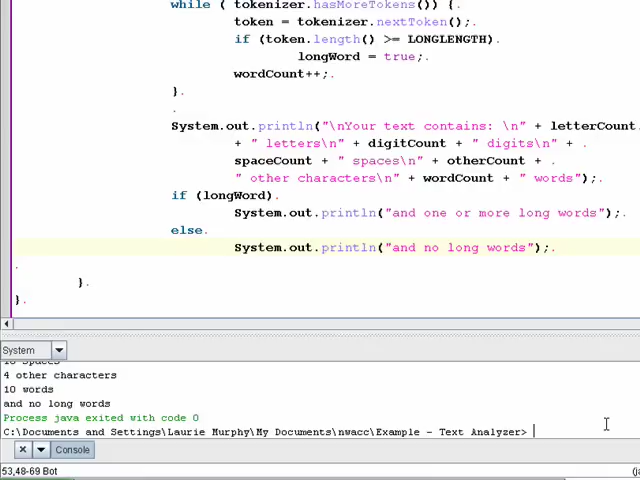 while ( tokenizer.hasMoreTokens()) {.
token = tokenizer.nextToken();.
if (token.length() >= LONGLENGTH).
longWord = true;.
wordCount++;.
}.
.
System.out.println("\nYour text contains: \n" + letterCount.
+ " letters\n" + digitCount + " digits\n" + .
spaceCount + " spaces\n" + otherCount + .
" other characters\n" + wordCount + " words");.
if (longWord).
System.out.println("and one or more long words");.
else.
System.out.println("and no long words");.
.
}.
}.
System
spaces
4 other characters
10 words
and no long words
Process java exited with code 0
C:\Documents and Settings\Laurie Murphy\My Documents\nwacc\Example - Text Analyzer>
Console
53,48-69 Bot